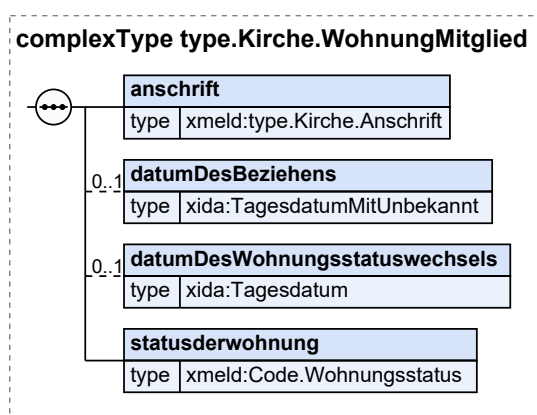 complexType type.Kirche.WohnungMitglied
anschrift
type xmeld:type.Kirche.Anschrift
0..1 datumDesBeziehens
type xida:TagesdatumMitUnbekannt
0..1 datumDesWohnungsstatuswechsels
type xida:Tagesdatum
statusderwohnung
type xmeld:Code.Wohnungsstatus